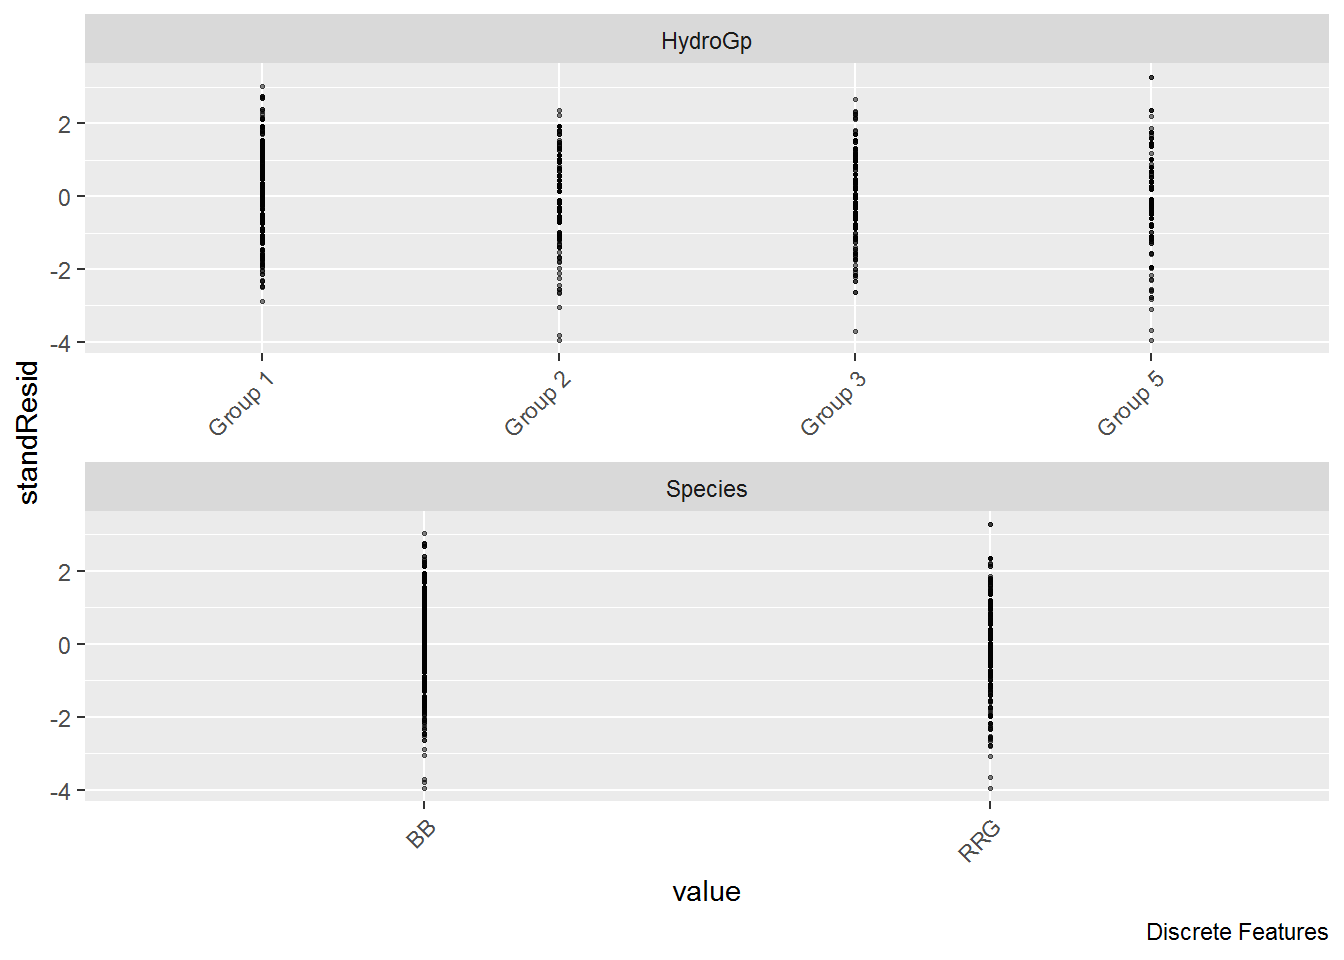 HydroGp
2
0
-2
-4
Group 1
Group 2
Group 3
Group 5
standResid
Species
2
0
-2
-4
BB
RRG
value
Discrete Features